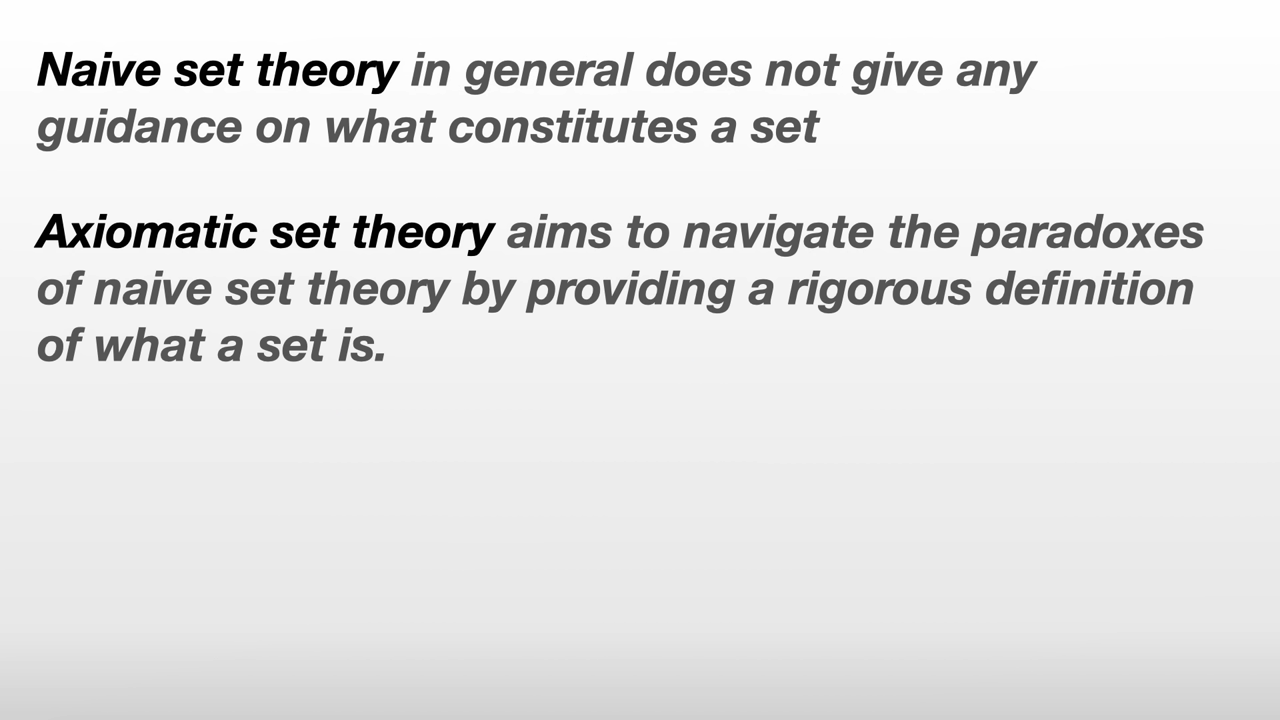 Naive set theory in general does not give any
guidance on what constitutes a set
Axiomatic set theory aims to navigate the paradoxes
of naive set theory by providing a rigorous definition
of what a set is.